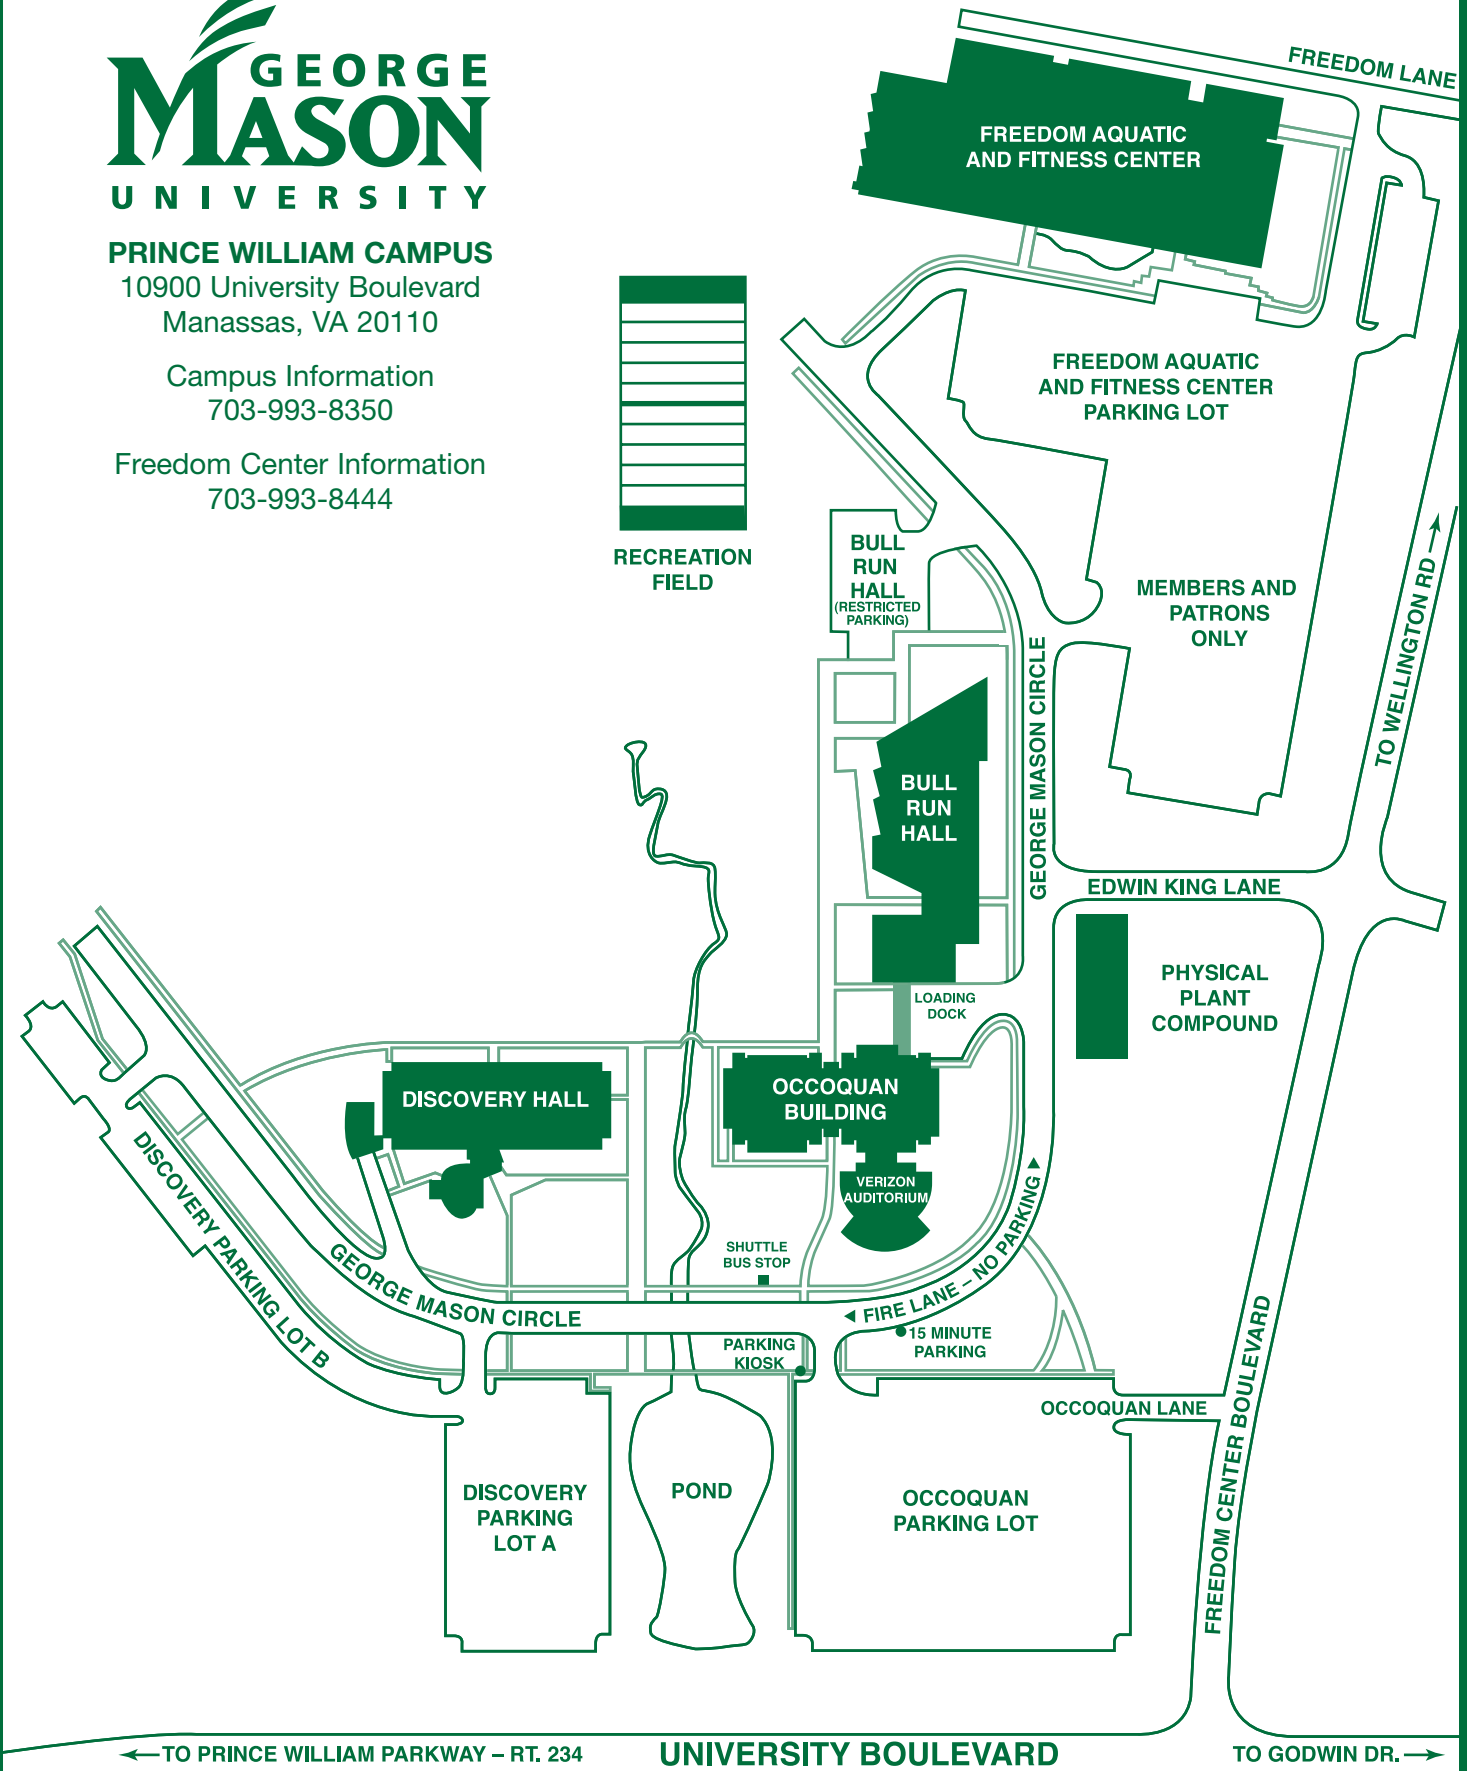 GEORGE
MASON
UNIVERSITY
PRINCE WILLIAM CAMPUS
10900 University Boulevard
Manassas, VA 20110
Campus Information
703-993-8350
Freedom Center Information
703-993-8444
FREEDOM LANE
FREEDOM AQUATIC
AND FITNESS CENTER
FREEDOM AQUATIC
AND FITNESS CENTER
PARKING LOT
RECREATION
FIELD
BULL
RUN
HALL
(RESTRICTED
PARKING)
MEMBERS AND
PATRONS
ONLY
TO WELLINGTON RD
GEORGE MASON CIRCLE
BULL
RUN
HALL
EDWIN KING LANE
PHYSICAL
PLANT
COMPOUND
LOADING
DOCK
DISCOVERY HALL
OCCOQUAN
BUILDING
VERIZON
AUDITORIUM
DISCOVERY PARKING LOT B
GEORGE MASON CIRCLE
SHUTTLE
BUS STOP
FIRE LANE – NO PARKING
15 MINUTE
PARKING
PARKING
KIOSK
OCCOQUAN LANE
FREEDOM CENTER BOULEVARD
DISCOVERY
PARKING
LOT A
POND
OCCOQUAN
PARKING LOT
TO PRINCE WILLIAM PARKWAY – RT. 234
UNIVERSITY BOULEVARD
TO GODWIN DR.